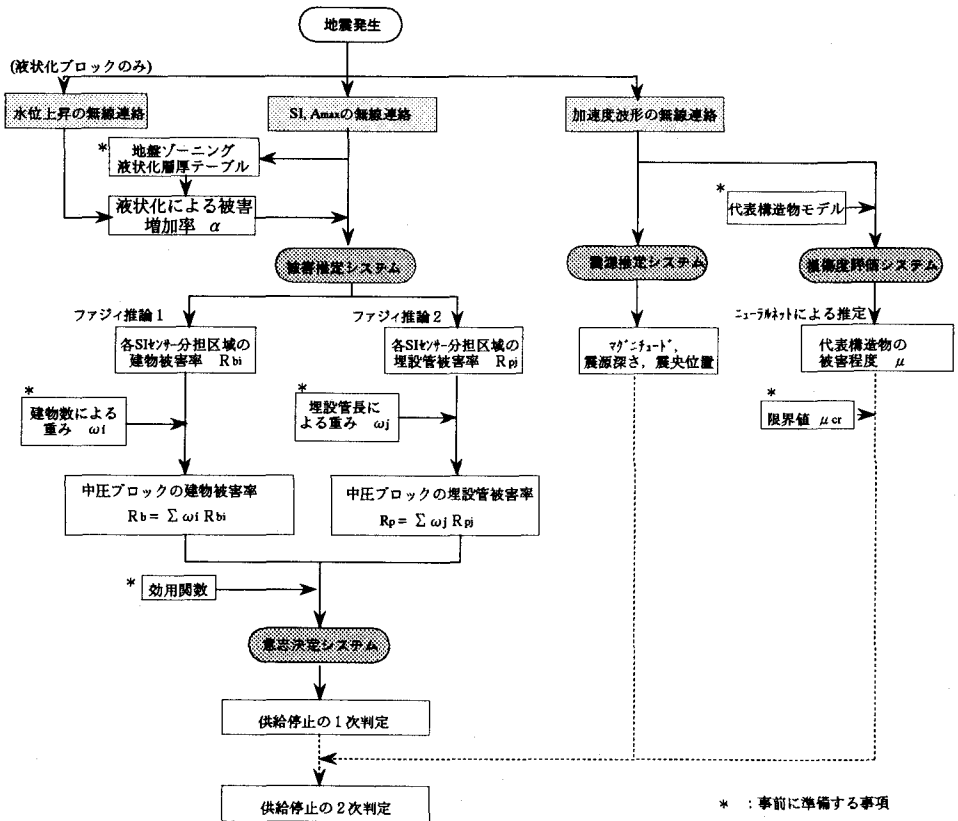 地震発生
(液状化ブロックのみ)
水位上昇の無線連絡
SI, Amaxの無線連絡
加速度波形の無線連絡
*
地盤ゾーニング
液状化層厚テーブル
*
代表構造物モデル
液状化による被害
増加率 α
被害推定システム
震源推定システム
損傷度評価システム
ファジィ推論1
ファジィ推論2
ニューラルネットによる推定
各SIセンサー分担区域の
建物被害率 Rbi
各SIセンサー分担区域の
埋設管被害率 Rpj
マグニチュード,
震源深さ, 震央位置
代表構造物の
被害程度 μ
*
建物数による
重み ωi
*
埋設管長に
よる重み ωj
*
限界値 μcr
中圧ブロックの建物被害率
Rb= Σ ωi Rbi
中圧ブロックの埋設管被害率
Rp= Σ ωj Rpj
*
効用関数
意志決定システム
供給停止の1次判定
供給停止の2次判定
* :事前に準備する事項